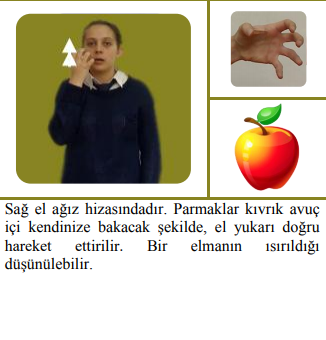 Sağ el ağız hizasındadır. Parmaklar kıvrık avuç
içi kendinize bakacak şekilde, el yukarı doğru
hareket ettirilir. Bir elmanın ısırıldığı
düşünülebilir.